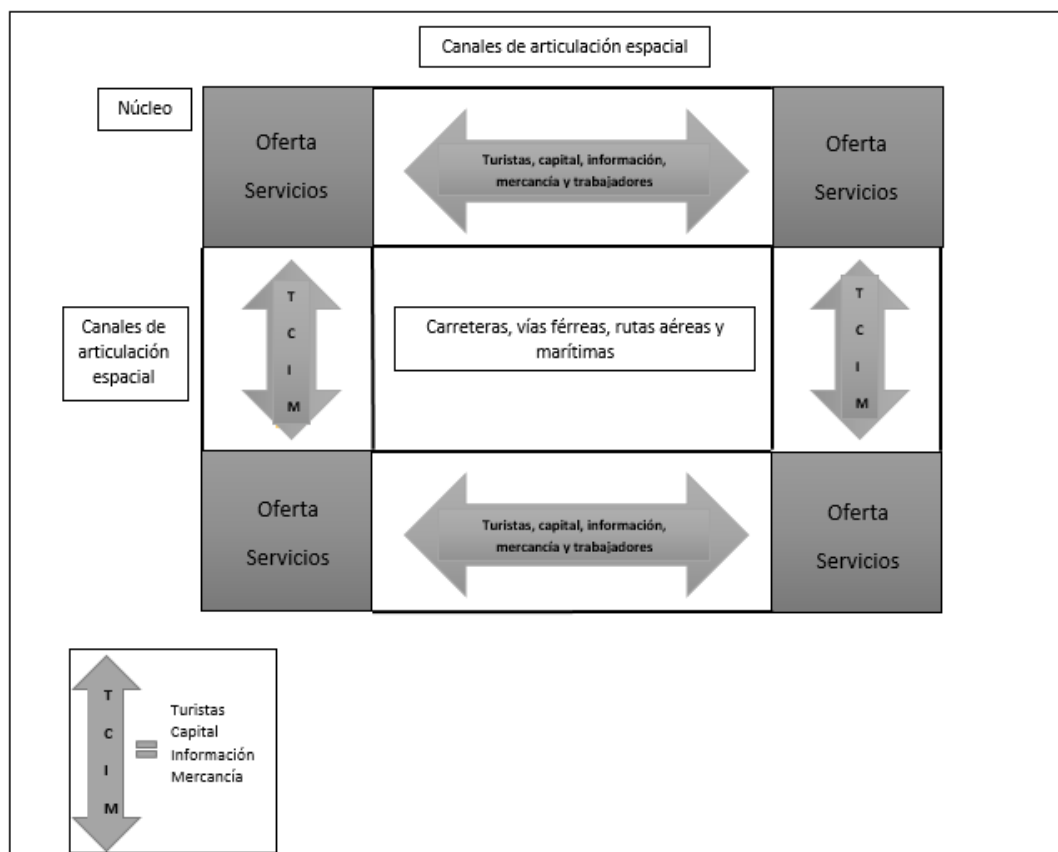 Canales de articulación espacial
Núcleo
Oferta
Servicios
Turistas, capital, información,
mercancía y trabajadores
Oferta
Servicios
Canales de
articulación
espacial
T
C
I
M
Carreteras, vías férreas, rutas aéreas y
marítimas
T
C
I
M
Oferta
Servicios
Turistas, capital, información,
mercancía y trabajadores
Oferta
Servicios
T
C
I
M
=
Turistas
Capital
Información
Mercancía